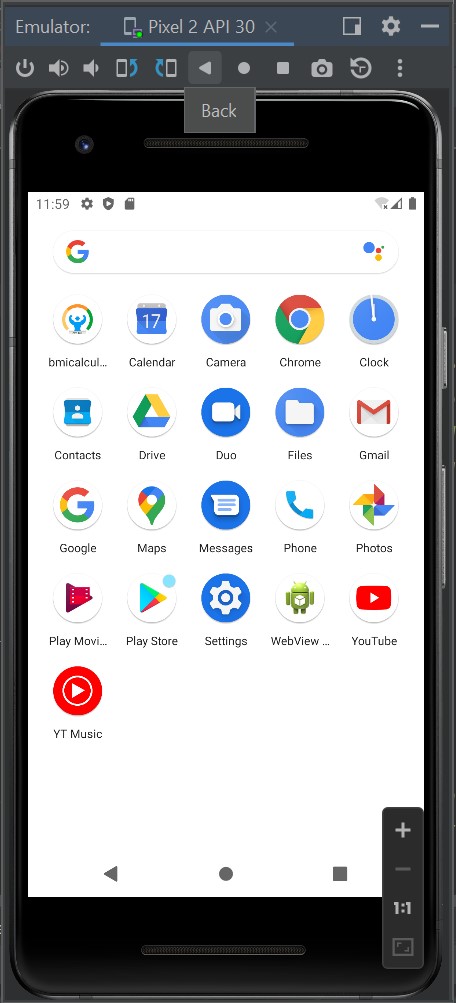 Emulator: Pixel 2 API 30
Back
11:59
bmicalcul... Calendar Camera Chrome Clock
17
Contacts Drive Duo Files Gmail
Google Maps Messages Phone Photos
Play Movi... Play Store Settings WebView ... YouTube
YT Music
1:1